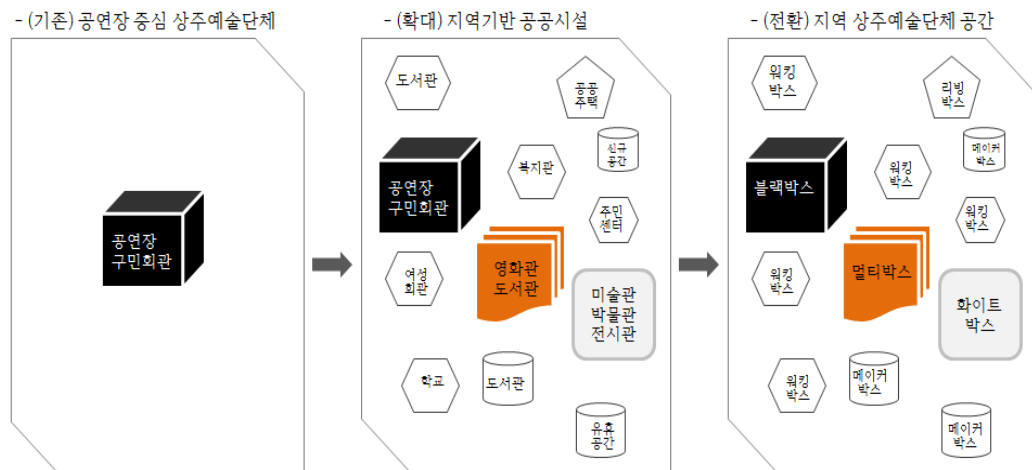 - (기존) 공연장 중심 상주예술단체
공연장
구민회관
- (확대) 지역기반 공공시설
도서관
공공
주택
신규
공간
공연장
구민회관
복지관
주민
센터
여성
회관
영화관
도서관
미술관
박물관
전시관
학교
도서관
유휴
공간
- (전환) 지역 상주예술단체 공간
워킹
박스
리빙
박스
메이커
박스
블랙박스
워킹
박스
워킹
박스
워킹
박스
멀티박스
화이트
박스
워킹
박스
메이커
박스
메이커
박스